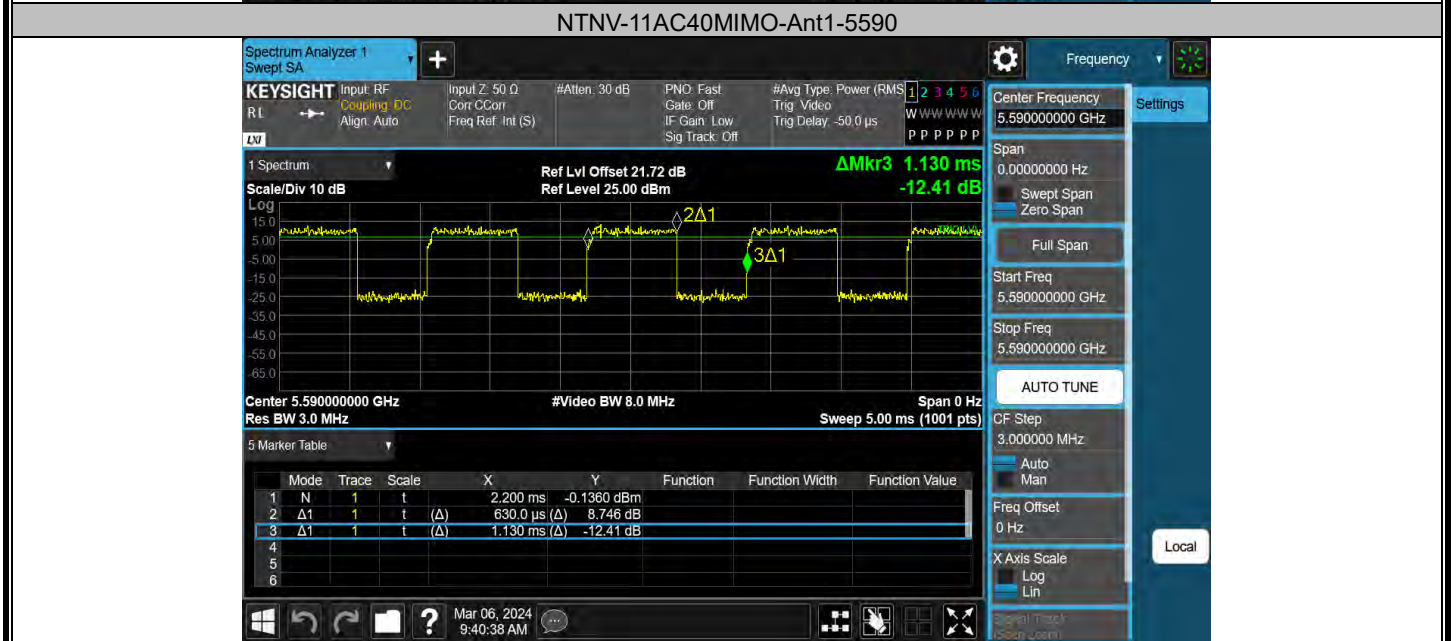 NTNV-11AC40MIMO-Ant1-5590
Spectrum Analyzer 1
Swept SA
Frequency
KEYSIGHT
RL
LXI
Input: RF
Coupling: DC
Align: Auto
Input Z: 50 Ω
Corr CCorr
Freq Ref: Int (S)
#Atten: 30 dB
PNO: Fast
Gate: Off
IF Gain: Low
Sig Track: Off
#Avg Type: Power (RMS
Trig: Video
Trig Delay: -50.0 µs
1 2 3 4 5 6
W W W W W W
P P P P P P
Center Frequency
5.590000000 GHz
Settings
1 Spectrum
Scale/Div 10 dB
Ref Lvl Offset 21.72 dB
Ref Level 25.00 dBm
ΔMkr3 1.130 ms
-12.41 dB
Span
0.00000000 Hz
Swept Span
Zero Span
Full Span
Start Freq
5.590000000 GHz
Stop Freq
5.590000000 GHz
AUTO TUNE
Log
15.0
5.00
-5.00
-15.0
-25.0
-35.0
-45.0
-55.0
-65.0
2Δ1
3Δ1
Center 5.590000000 GHz
Res BW 3.0 MHz
#Video BW 8.0 MHz
Span 0 Hz
Sweep 5.00 ms (1001 pts)
CF Step
3.000000 MHz
Auto
Man
Freq Offset
0 Hz
X Axis Scale
Log
Lin
Local
5 Marker Table
Mode Trace Scale X Y Function Function Width Function Value
1 N 1 t 2.200 ms -0.1360 dBm
2 Δ1 1 t (Δ) 630.0 µs (Δ) 8.746 dB
3 Δ1 1 t (Δ) 1.130 ms (Δ) -12.41 dB
4
5
6
?
Mar 06, 2024
9:40:38 AM